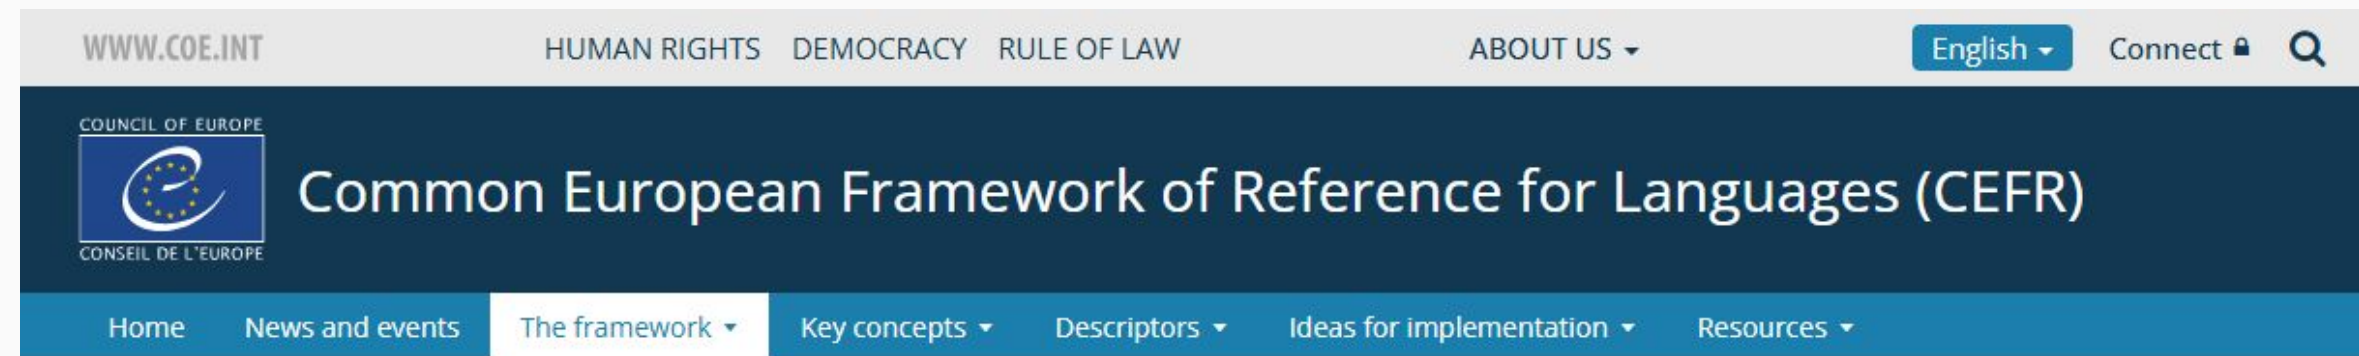 WWW.COE.INT HUMAN RIGHTS DEMOCRACY RULE OF LAW ABOUT US English Connect
COUNCIL OF EUROPE
Common European Framework of Reference for Languages (CEFR)
CONSEIL DE L'EUROPE
Home News and events The framework Key concepts Descriptors Ideas for implementation Resources